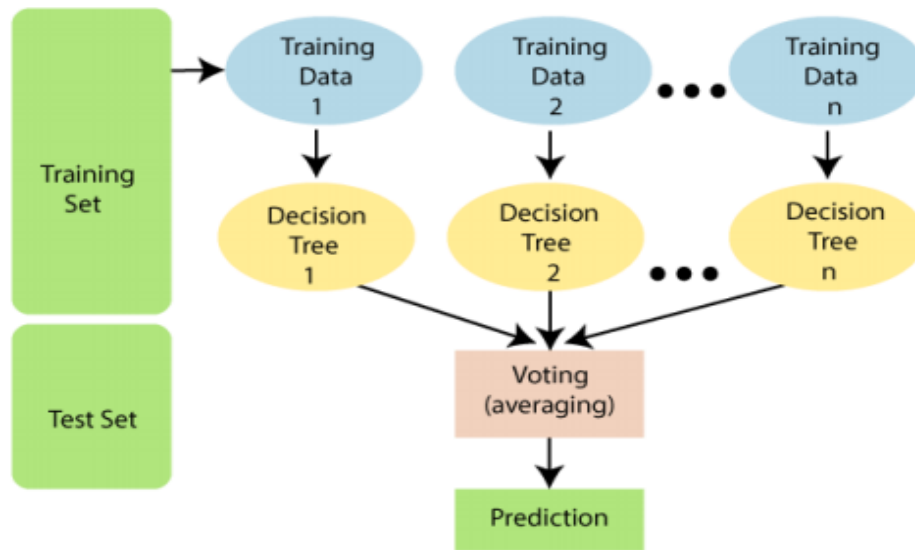 Training
Set
Training
Data
1
Training
Data
2
Training
Data
n
Decision
Tree
1
Decision
Tree
2
Decision
Tree
n
Test Set
Voting
(averaging)
Prediction